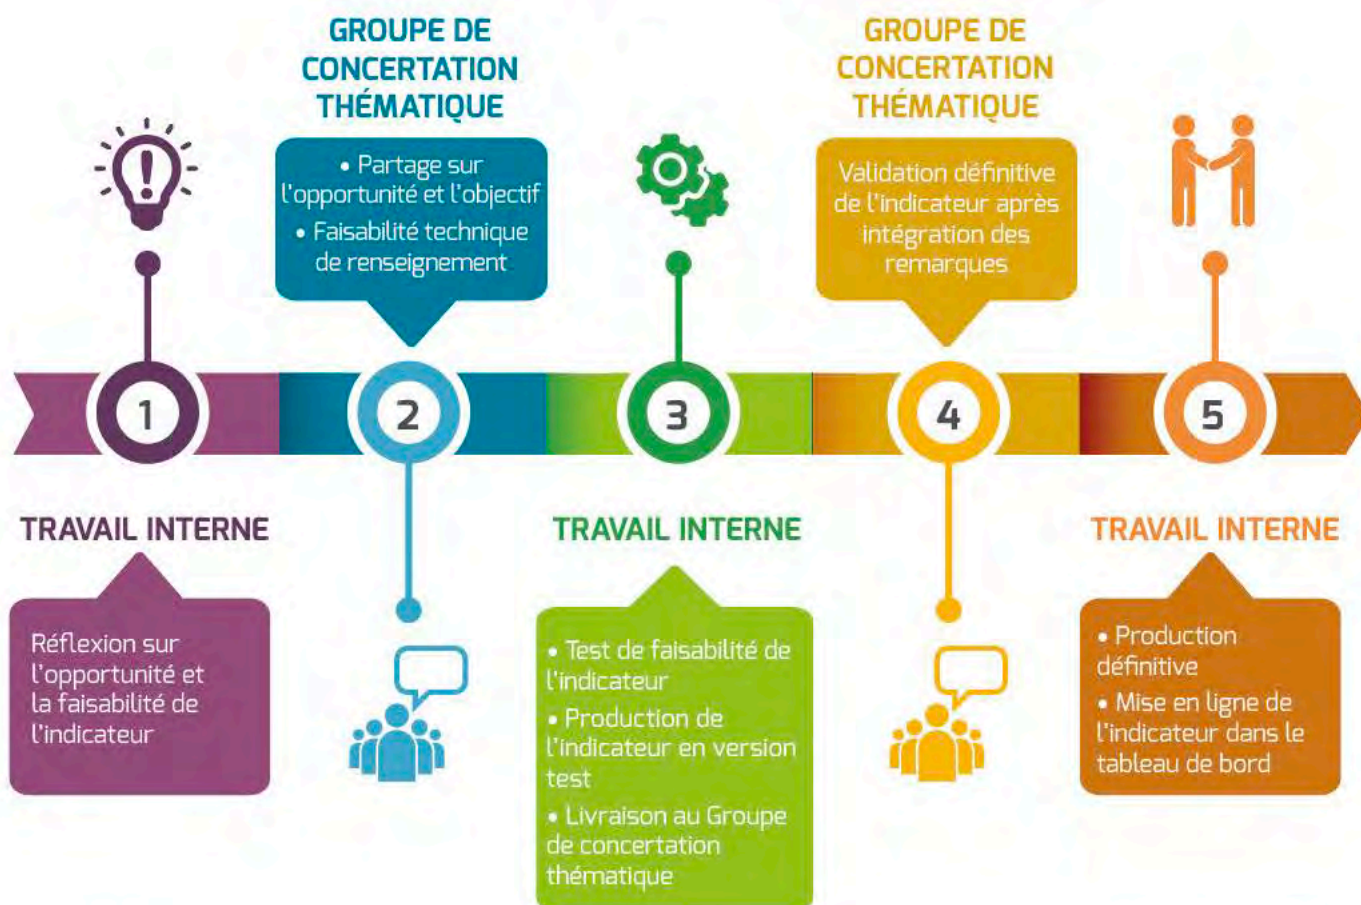 GROUPE DE
CONCERTATION
THÉMATIQUE
• Partage sur
l'opportunité et l'objectif
• Faisabilité technique
de renseignement
GROUPE DE
CONCERTATION
THÉMATIQUE
Validation définitive
de l'indicateur après
intégration des
remarques
1
2
3
4
5
TRAVAIL INTERNE
Réflexion sur
l'opportunité et
la faisabilité de
l'indicateur
TRAVAIL INTERNE
• Test de faisabilité de
l'indicateur
• Production de
l'indicateur en version
test
• Livraison au Groupe
de concertation
thématique
TRAVAIL INTERNE
• Production
définitive
• Mise en ligne de
l'indicateur dans le
tableau de bord